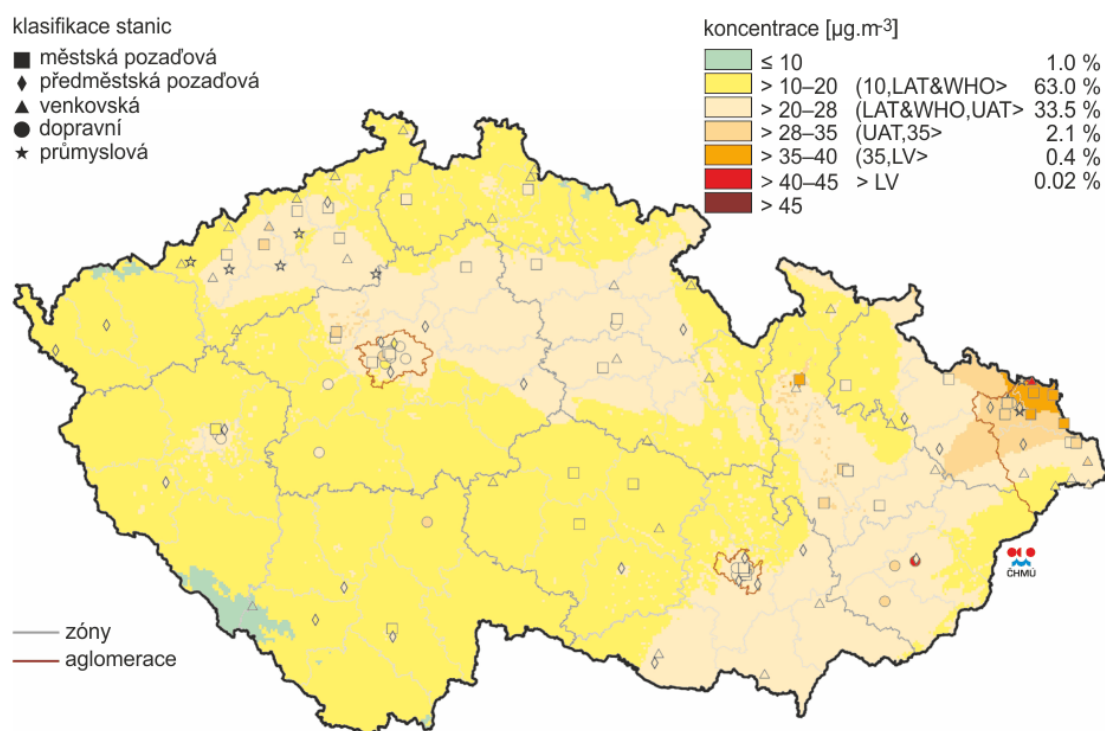 klasifikace stanic
městská pozaďová
předměstská pozaďová
venkovská
dopravní
průmyslová
koncentrace [µg.m-3]
≤ 10 1.0 %
> 10–20 (10,LAT&WHO> 63.0 %
> 20–28 (LAT&WHO,UAT> 33.5 %
> 28–35 (UAT,35> 2.1 %
> 35–40 (35,LV> 0.4 %
> 40–45 > LV 0.02 %
> 45
ČHMÚ
zóny
aglomerace